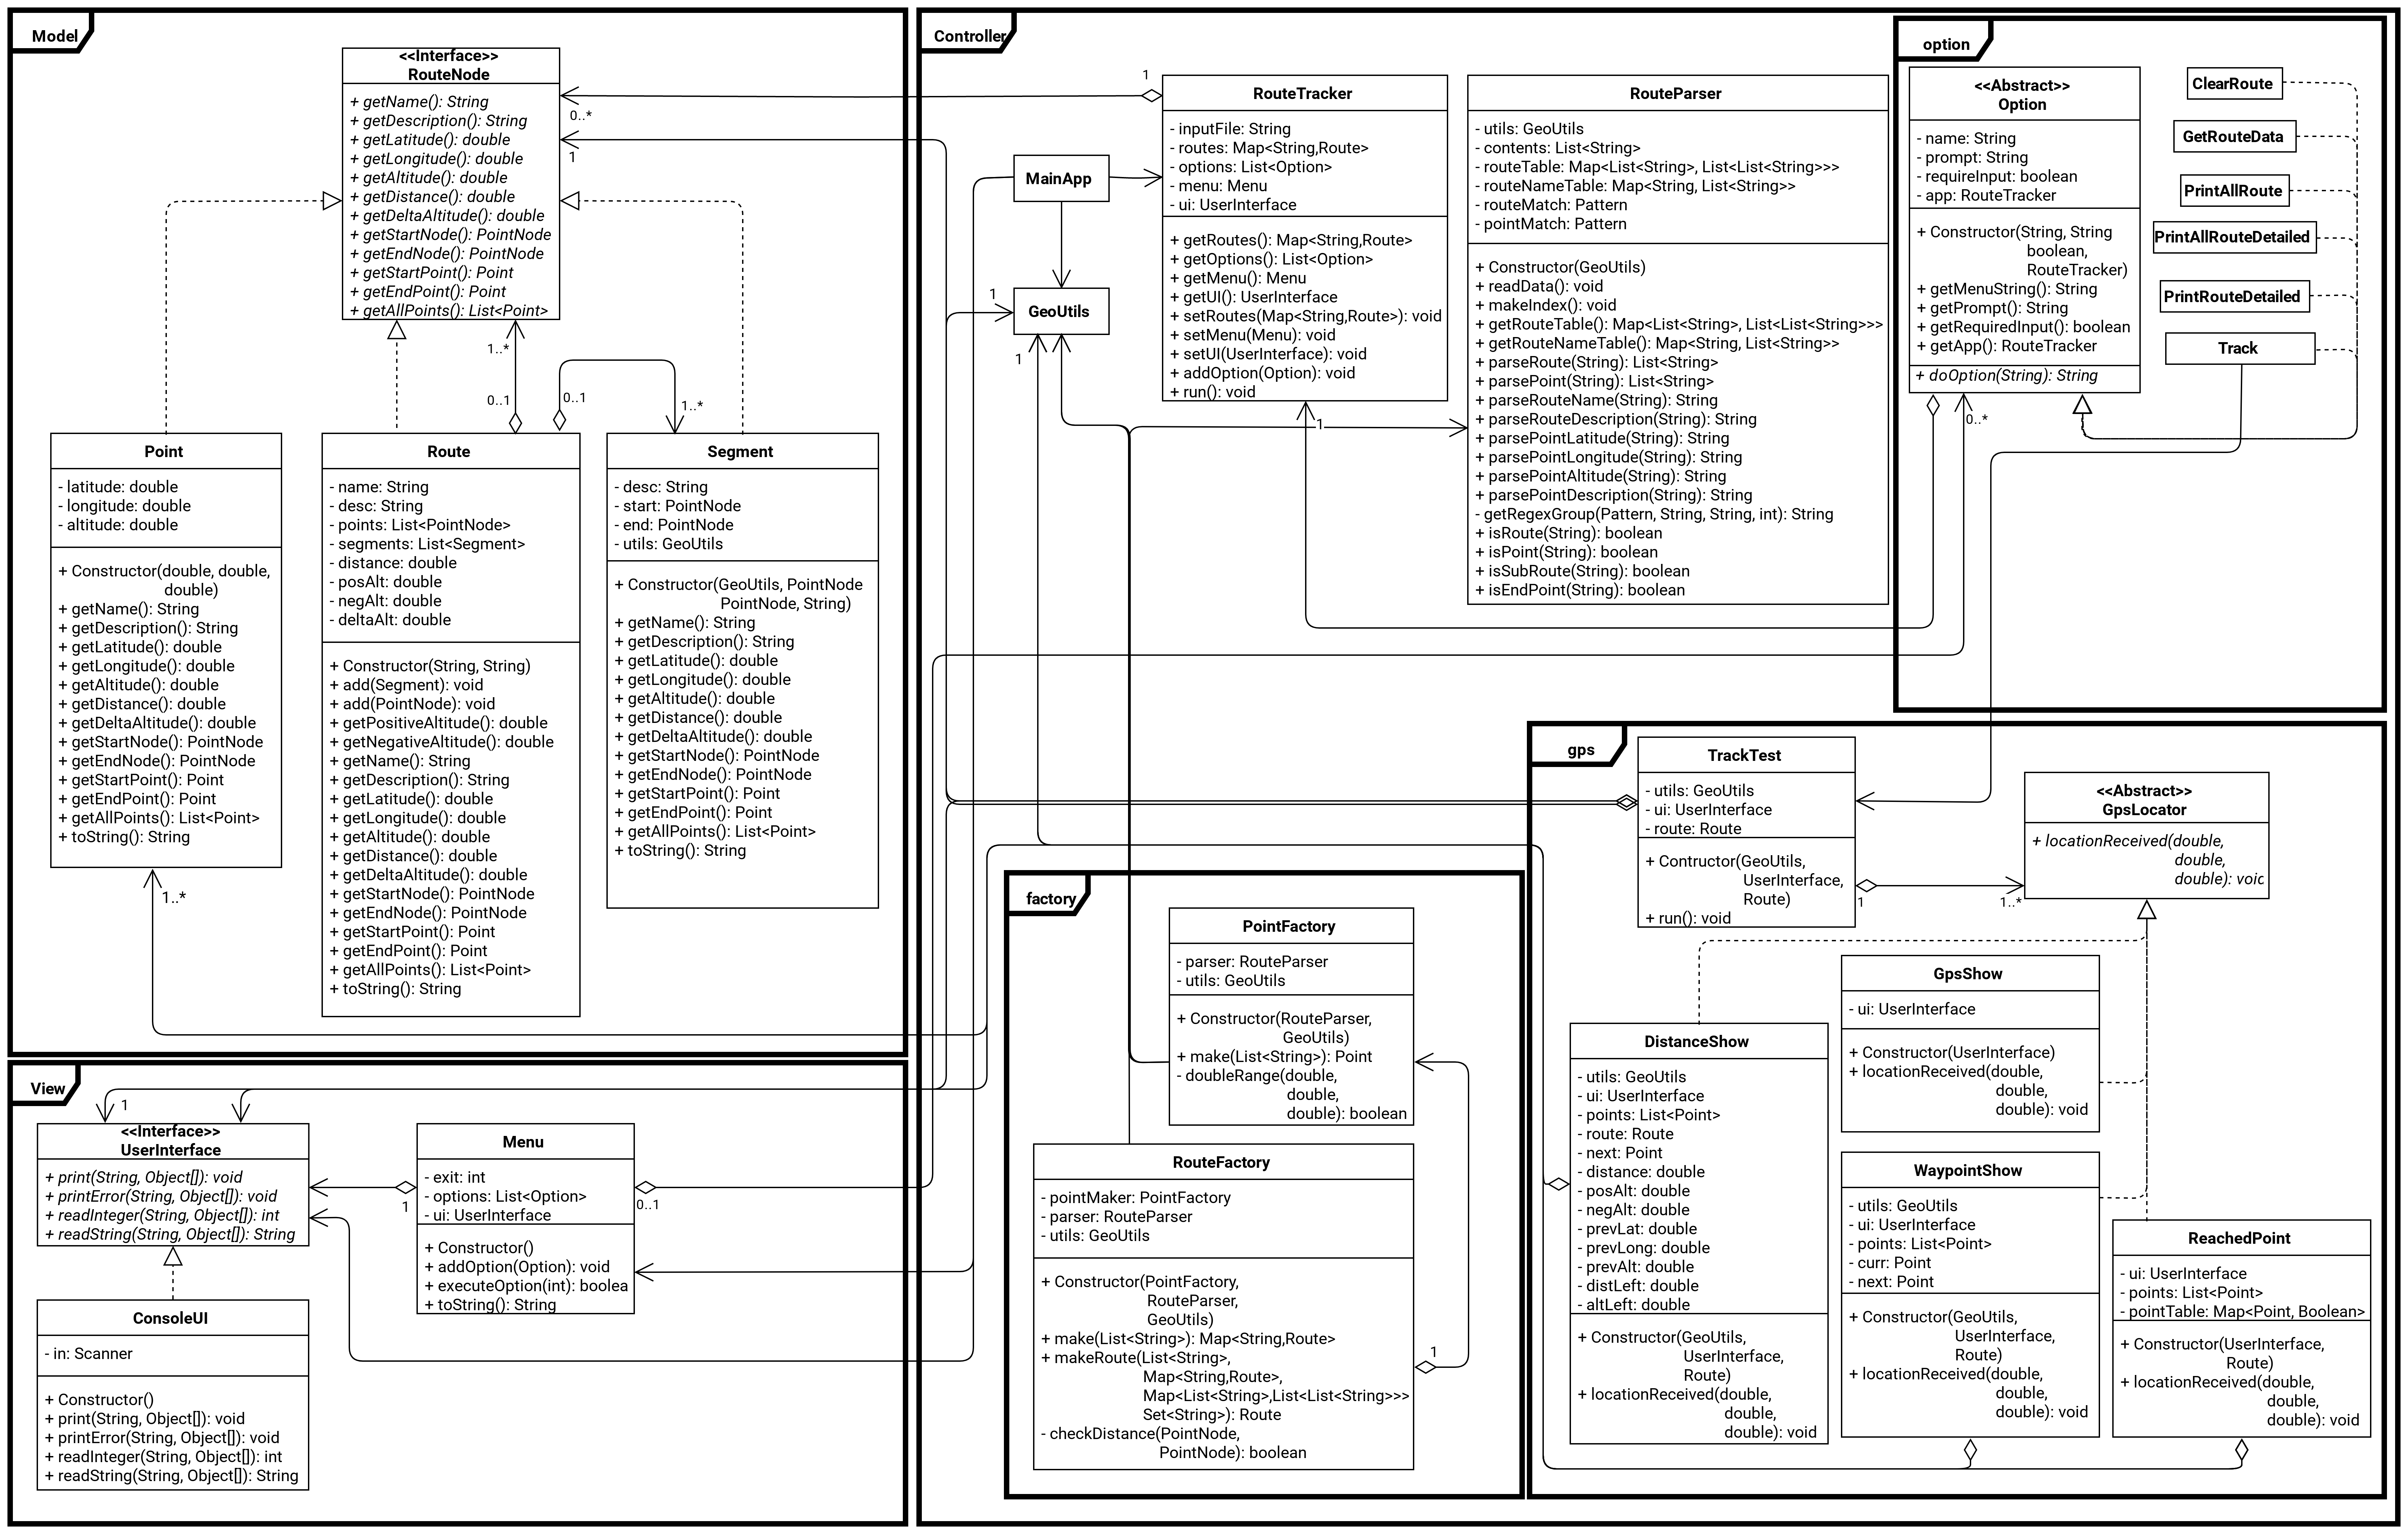 Model
<<Interface>>
RouteNode
+ getName(): String
+ getDescription(): String
+ getLatitude(): double
+ getLongitude(): double
+ getAltitude(): double
+ getDistance(): double
+ getDeltaAltitude(): double
+ getStartNode(): PointNode
+ getEndNode(): PointNode
+ getStartPoint(): Point
+ getEndPoint(): Point
+ getAllPoints(): List<Point>
0..*
1
1..*
0..1
0..1
1..*
Point
- latitude: double
- longitude: double
- altitude: double
+ Constructor(double, double,
double)
+ getName(): String
+ getDescription(): String
+ getLatitude(): double
+ getLongitude(): double
+ getAltitude(): double
+ getDistance(): double
+ getDeltaAltitude(): double
+ getStartNode(): PointNode
+ getEndNode(): PointNode
+ getStartPoint(): Point
+ getEndPoint(): Point
+ getAllPoints(): List<Point>
+ toString(): String
1..*
Route
- name: String
- desc: String
- points: List<PointNode>
- segments: List<Segment>
- distance: double
- posAlt: double
- negAlt: double
- deltaAlt: double
+ Constructor(String, String)
+ add(Segment): void
+ add(PointNode): void
+ getPositiveAltitude(): double
+ getNegativeAltitude(): double
+ getName(): String
+ getDescription(): String
+ getLatitude(): double
+ getLongitude(): double
+ getAltitude(): double
+ getDistance(): double
+ getDeltaAltitude(): double
+ getStartNode(): PointNode
+ getEndNode(): PointNode
+ getStartPoint(): Point
+ getEndPoint(): Point
+ getAllPoints(): List<Point>
+ toString(): String
Segment
- desc: String
- start: PointNode
- end: PointNode
- utils: GeoUtils
+ Constructor(GeoUtils, PointNode
PointNode, String)
+ getName(): String
+ getDescription(): String
+ getLatitude(): double
+ getLongitude(): double
+ getAltitude(): double
+ getDistance(): double
+ getDeltaAltitude(): double
+ getStartNode(): PointNode
+ getEndNode(): PointNode
+ getStartPoint(): Point
+ getEndPoint(): Point
+ getAllPoints(): List<Point>
+ toString(): String
View
1
<<Interface>>
UserInterface
+ print(String, Object[]): void
+ printError(String, Object[]): void
+ readInteger(String, Object[]): int
+ readString(String, Object[]): String
1
Menu
- exit: int
- options: List<Option>
- ui: UserInterface
+ Constructor()
+ addOption(Option): void
+ executeOption(int): boolea
+ toString(): String
0..1
ConsoleUI
- in: Scanner
+ Constructor()
+ print(String, Object[]): void
+ printError(String, Object[]): void
+ readInteger(String, Object[]): int
+ readString(String, Object[]): String
Controller
1
MainApp
1
GeoUtils
1
RouteTracker
- inputFile: String
- routes: Map<String,Route>
- options: List<Option>
- menu: Menu
- ui: UserInterface
+ getRoutes(): Map<String,Route>
+ getOptions(): List<Option>
+ getMenu(): Menu
+ getUI(): UserInterface
+ setRoutes(Map<String,Route>): void
+ setMenu(Menu): void
+ setUI(UserInterface): void
+ addOption(Option): void
+ run(): void
1
RouteParser
- utils: GeoUtils
- contents: List<String>
- routeTable: Map<List<String>, List<List<String>>>
- routeNameTable: Map<String, List<String>>
- routeMatch: Pattern
- pointMatch: Pattern
+ Constructor(GeoUtils)
+ readData(): void
+ makeIndex(): void
+ getRouteTable(): Map<List<String>, List<List<String>>>
+ getRouteNameTable(): Map<String, List<String>>
+ parseRoute(String): List<String>
+ parsePoint(String): List<String>
+ parseRouteName(String): String
+ parseRouteDescription(String): String
+ parsePointLatitude(String): String
+ parsePointLongitude(String): String
+ parsePointAltitude(String): String
+ parsePointDescription(String): String
- getRegexGroup(Pattern, String, String, int): String
+ isRoute(String): boolean
+ isPoint(String): boolean
+ isSubRoute(String): boolean
+ isEndPoint(String): boolean
option
<<Abstract>>
Option
- name: String
- prompt: String
- requireInput: boolean
- app: RouteTracker
+ Constructor(String, String
boolean,
RouteTracker)
+ getMenuString(): String
+ getPrompt(): String
+ getRequiredInput(): boolean
+ getApp(): RouteTracker
+ doOption(String): String
0..*
ClearRoute
GetRouteData
PrintAllRoute
PrintAllRouteDetailed
PrintRouteDetailed
Track
factory
PointFactory
- parser: RouteParser
- utils: GeoUtils
+ Constructor(RouteParser,
GeoUtils)
+ make(List<String>): Point
- doubleRange(double,
double,
double): boolean
RouteFactory
- pointMaker: PointFactory
- parser: RouteParser
- utils: GeoUtils
+ Constructor(PointFactory,
RouteParser,
GeoUtils)
+ make(List<String>): Map<String,Route>
+ makeRoute(List<String>,
Map<String,Route>,
Map<List<String>,List<List<String>>>
Set<String>): Route
- checkDistance(PointNode,
PointNode): boolean
1
gps
TrackTest
- utils: GeoUtils
- ui: UserInterface
- route: Route
+ Contructor(GeoUtils,
UserInterface,
Route)
+ run(): void
1
1..*
<<Abstract>>
GpsLocator
+ locationReceived(double,
double,
double): voic
GpsShow
- ui: UserInterface
+ Constructor(UserInterface)
+ locationReceived(double,
double,
double): void
DistanceShow
- utils: GeoUtils
- ui: UserInterface
- points: List<Point>
- route: Route
- next: Point
- distance: double
- posAlt: double
- negAlt: double
- prevLat: double
- prevLong: double
- prevAlt: double
- distLeft: double
- altLeft: double
+ Constructor(GeoUtils,
UserInterface,
Route)
+ locationReceived(double,
double,
double): void
WaypointShow
- utils: GeoUtils
- ui: UserInterface
- points: List<Point>
- curr: Point
- next: Point
+ Constructor(GeoUtils,
UserInterface,
Route)
+ locationReceived(double,
double,
double): void
ReachedPoint
- ui: UserInterface
- points: List<Point>
- pointTable: Map<Point, Boolean>
+ Constructor(UserInterface,
Route)
+ locationReceived(double,
double,
double): void